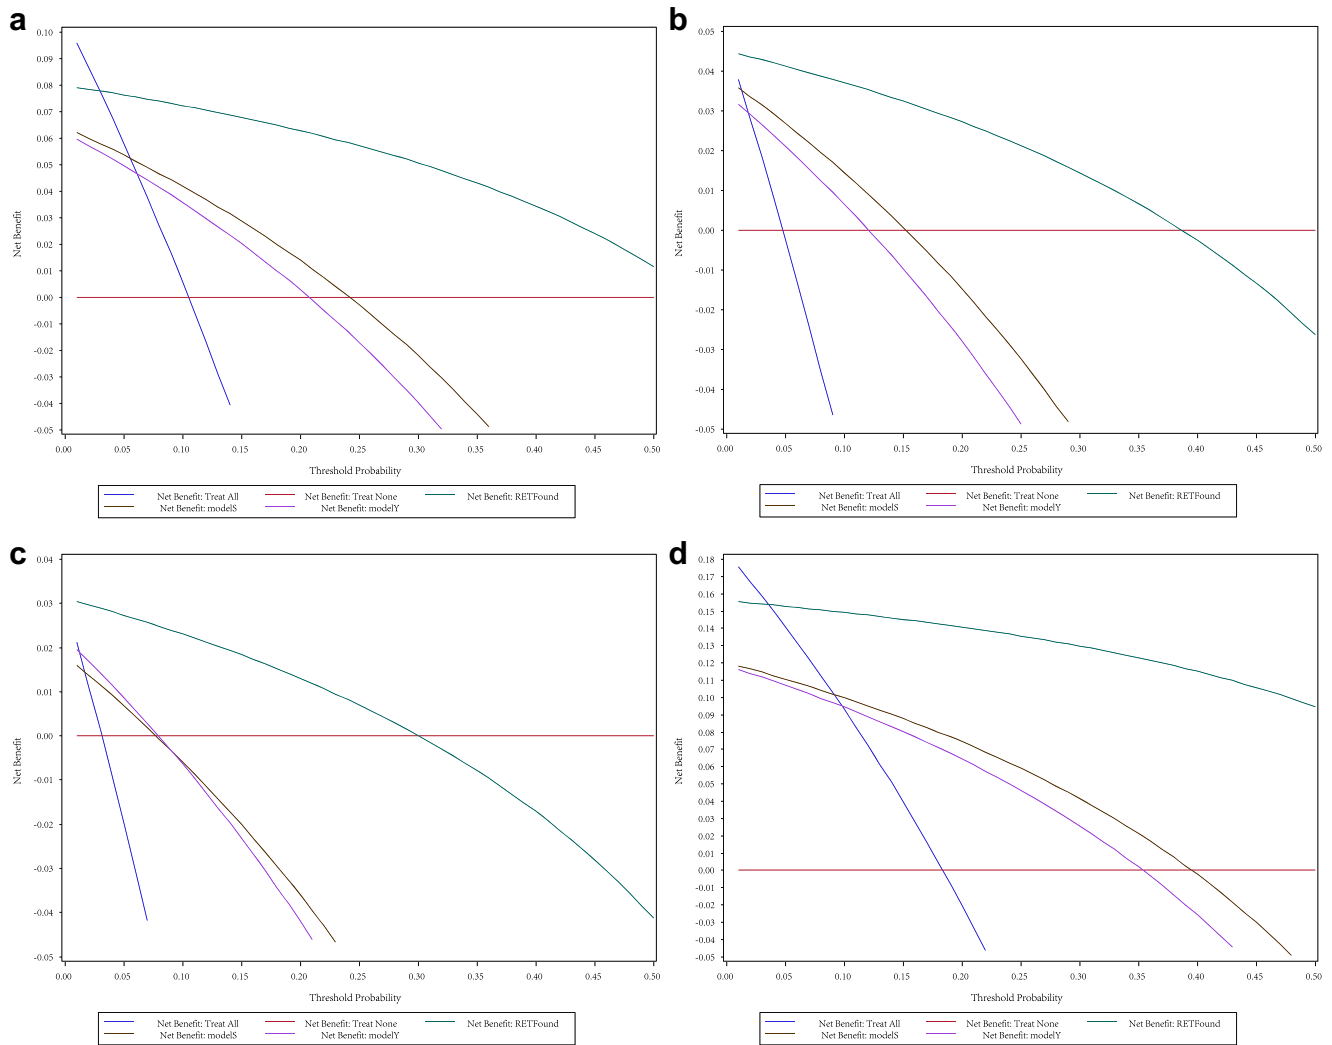 a
0.10
0.09
0.08
0.07
0.06
0.05
0.04
0.03
0.02
0.01
0.00
-0.01
-0.02
-0.03
-0.04
-0.05
Net Benefit
0.00 0.05 0.10 0.15 0.20 0.25 0.30 0.35 0.40 0.45 0.50
Threshold Probability
Net Benefit: Treat All Net Benefit: Treat None Net Benefit: RETFound
Net Benefit: modelS Net Benefit: modelY
b
0.05
0.04
0.03
0.02
0.01
0.00
-0.01
-0.02
-0.03
-0.04
-0.05
Net Benefit
0.00 0.05 0.10 0.15 0.20 0.25 0.30 0.35 0.40 0.45 0.50
Threshold Probability
Net Benefit: Treat All Net Benefit: Treat None Net Benefit: RETFound
Net Benefit: modelS Net Benefit: modelY
c
0.04
0.03
0.02
0.01
0.00
-0.01
-0.02
-0.03
-0.04
-0.05
Net Benefit
0.00 0.05 0.10 0.15 0.20 0.25 0.30 0.35 0.40 0.45 0.50
Threshold Probability
Net Benefit: Treat All Net Benefit: Treat None Net Benefit: RETFound
Net Benefit: modelS Net Benefit: modelY
d
0.18
0.17
0.16
0.15
0.14
0.13
0.12
0.11
0.10
0.09
0.08
0.07
0.06
0.05
0.04
0.03
0.02
0.01
0.00
-0.01
-0.02
-0.03
-0.04
-0.05
Net Benefit
0.00 0.05 0.10 0.15 0.20 0.25 0.30 0.35 0.40 0.45 0.50
Threshold Probability
Net Benefit: Treat All Net Benefit: Treat None Net Benefit: RETFound
Net Benefit: modelS Net Benefit: modelY